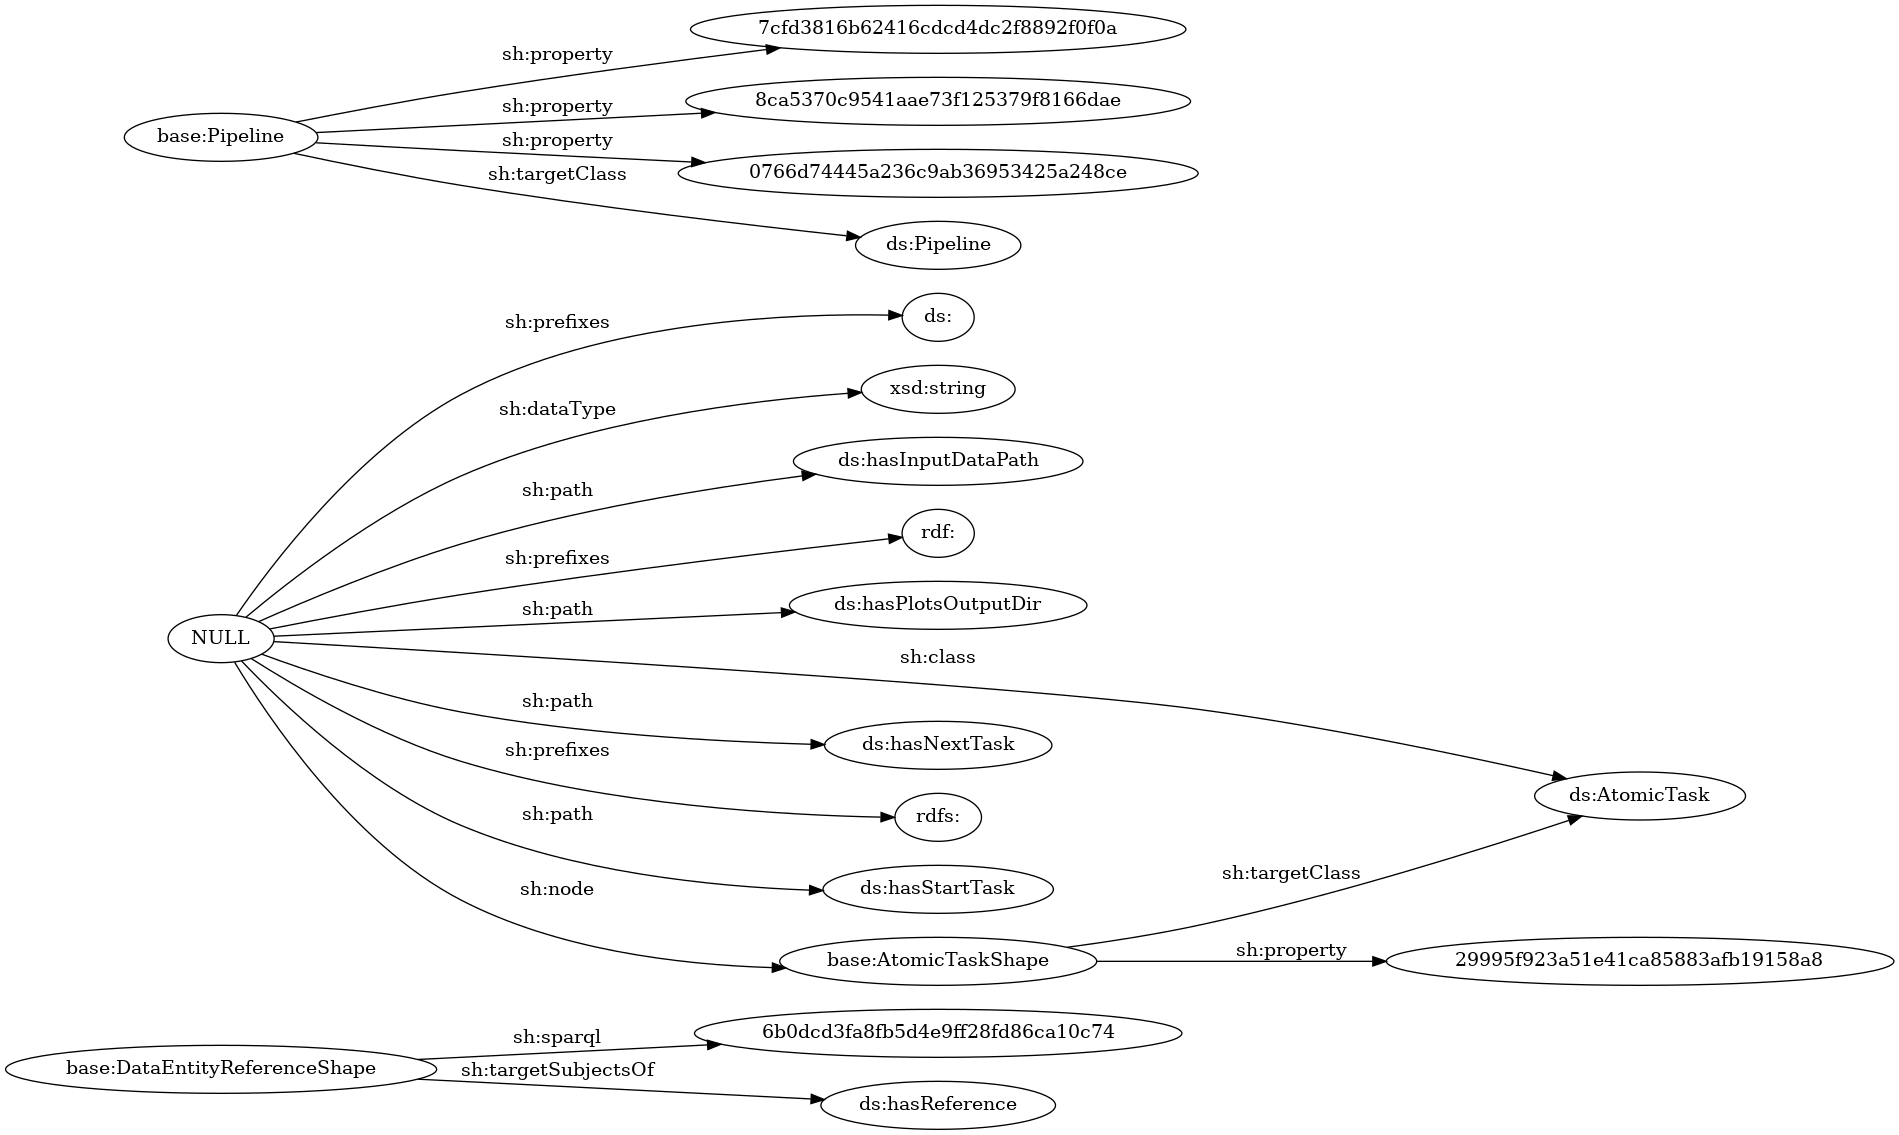 7cfd3816b62416cdcd4dc2f8892f0f0a
sh:property
8ca5370c9541aae73f125379f8166dae
sh:property
base:Pipeline
sh:property
0766d74445a236c9ab36953425a248ce
sh:targetClass
ds:Pipeline
sh:prefixes
ds:
xsd:string
sh:dataType
ds:hasInputDataPath
sh:path
rdf:
sh:prefixes
ds:hasPlotsOutputDir
sh:path
NULL
sh:class
sh:path
ds:hasNextTask
sh:prefixes
ds:AtomicTask
rdfs:
sh:path
sh:targetClass
ds:hasStartTask
sh:node
sh:property
base:AtomicTaskShape
29995f923a51e41ca85883afb19158a8
6b0dcd3fa8fb5d4e9ff28fd86ca10c74
sh:sparql
base:DataEntityReferenceShape
sh:targetSubjectsOf
ds:hasReference